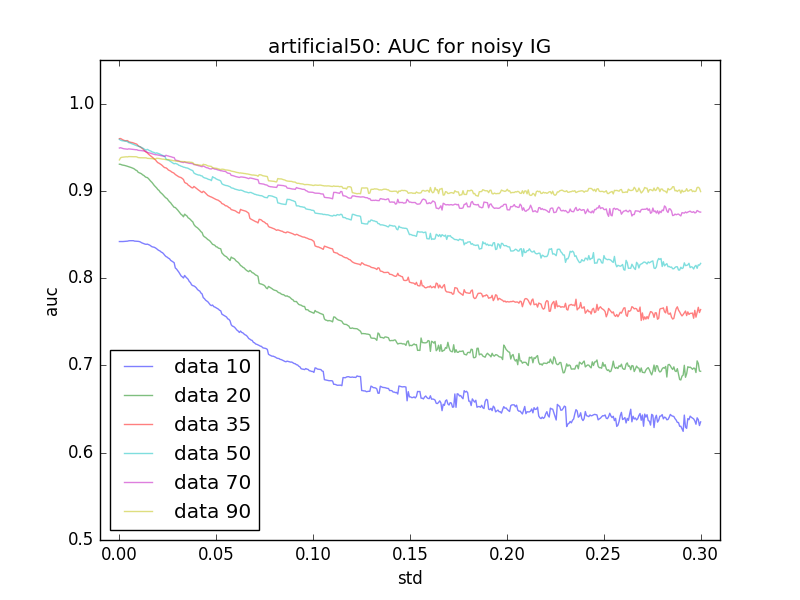 artificial50: AUC for noisy IG
1.0
0.9
0.8
0.7
0.6
0.5
auc
data 10
data 20
data 35
data 50
data 70
data 90
0.00 0.05 0.10 0.15 0.20 0.25 0.30
std